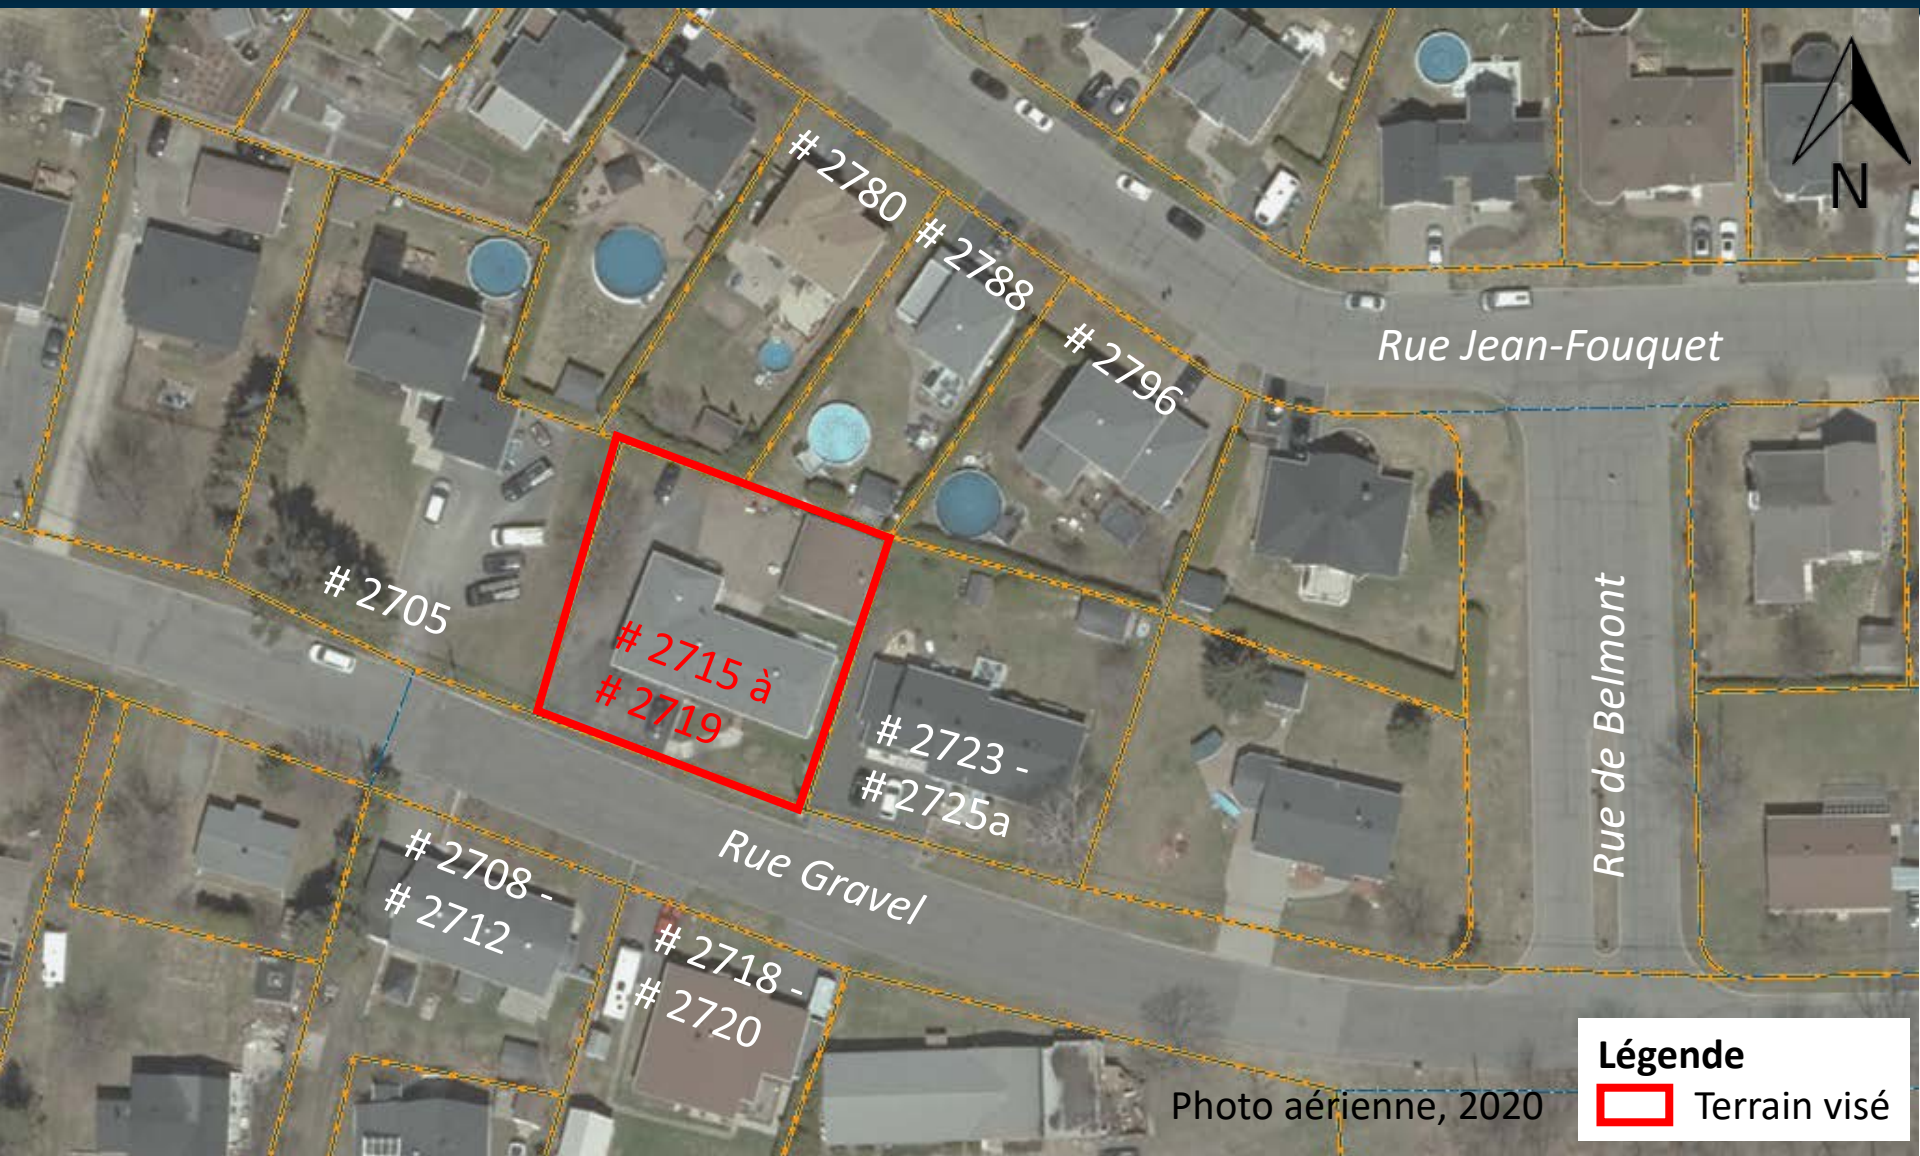 # 2780
# 2788
# 2796
N
Rue Jean-Fouquet
# 2705
# 2715 à
# 2719
# 2723 -
# 2725a
Rue de Belmont
Rue Gravel
# 2708 -
# 2712
# 2718 -
# 2720
Légende
Terrain visé
Photo aérienne, 2020